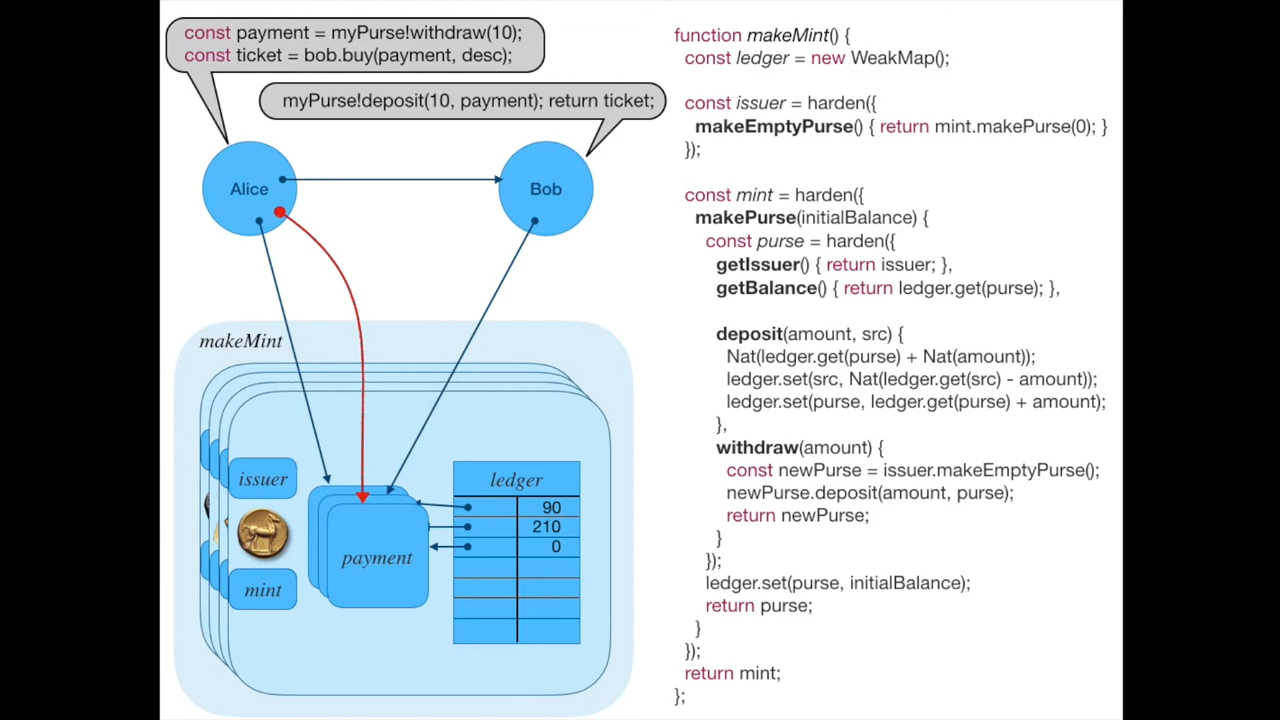 const payment = myPurse!withdraw(10);
const ticket = bob.buy(payment, desc);
myPurse!deposit(10, payment); return ticket;
Alice
Bob
makeMint
issuer
mint
payment
ledger
90
210
0
function makeMint() {
const ledger = new WeakMap();
const issuer = harden({
makeEmptyPurse() { return mint.makePurse(0); }
});
const mint = harden({
makePurse(initialBalance) {
const purse = harden({
getIssuer() { return issuer; },
getBalance() { return ledger.get(purse); },
deposit(amount, src) {
Nat(ledger.get(purse) + Nat(amount));
ledger.set(src, Nat(ledger.get(src) - amount));
ledger.set(purse, ledger.get(purse) + amount);
},
withdraw(amount) {
const newPurse = issuer.makeEmptyPurse();
newPurse.deposit(amount, purse);
return newPurse;
}
});
ledger.set(purse, initialBalance);
return purse;
}
});
return mint;
};